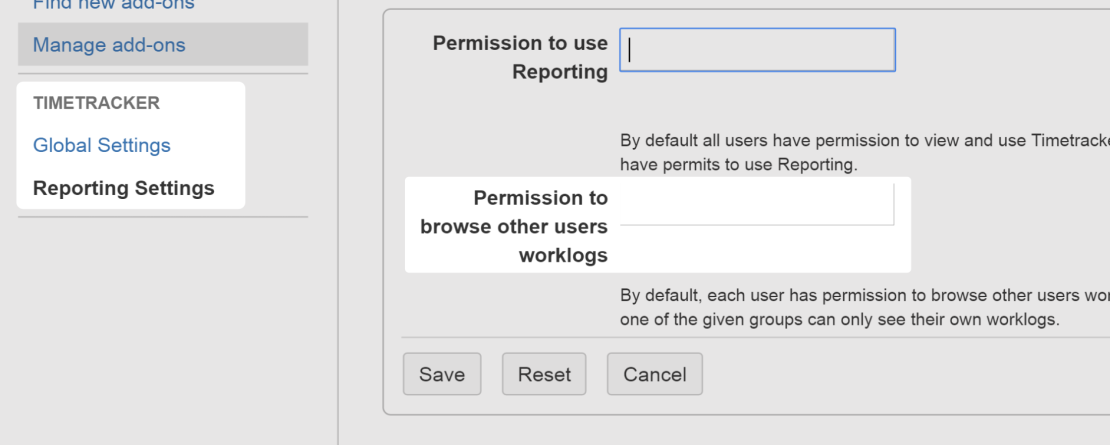 Find new add-ons
Manage add-ons
TIMETRACKER
Global Settings
Reporting Settings
Permission to use
Reporting
By default all users have permission to view and use
have permits to use Reporting.
Permission to
browse other users
worklogs
By default, each user has permission to browse other users
one of the given groups can only see their own worklogs.
Save Reset Cancel